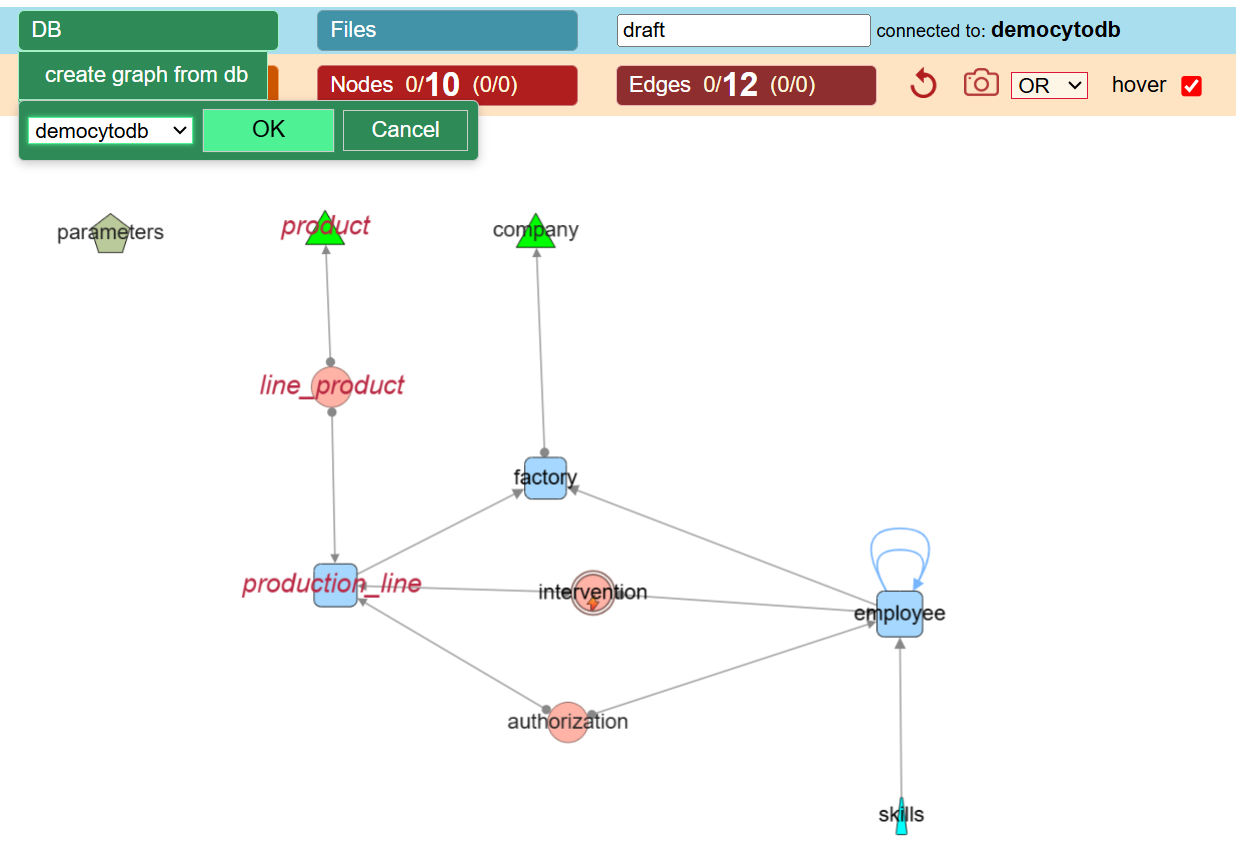 DB
Files
draft
connected to: democytodb
create graph from db
Nodes 0/10 (0/0)
Edges 0/12 (0/0)
OR
hover
democytodb
OK
Cancel
parameters
product
company
line_product
factory
production_line
intervention
employee
authorization
skills